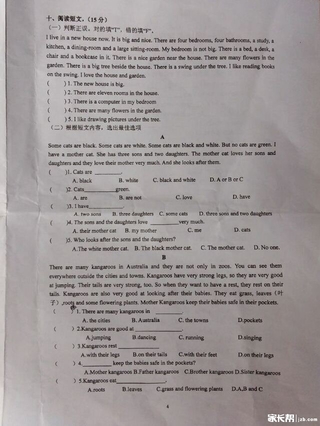 十、阅读短文。(15 分)
(一) 判断正误，对的填"T"，错的填"F"。
I live in a new house now. It is big and nice. There are four bedrooms, four bathrooms, a study, a
kitchen, a dining-room and a large sitting-room. My bedroom is not big. There is a bed, a desk, a
chair and a bookcase in it. There is a nice garden near the house. There are many flowers in the
garden. There is a big tree beside the house. There is a swing under the tree. I like reading books
on the swing. I love the house and garden.
( ) 1. The new house is big.
( ) 2. There are eleven rooms in the house.
( ) 3. There is a computer in my bedroom
( ) 4. There are many flowers in the garden.
( ) 5. I like drawing pictures under the tree.
(二) 根据短文内容，选出最佳选项
A
Some cats are black. Some cats are white. Some cats are black and white. But no cats are green. I
have a mother cat. She has three sons and two daughters. The mother cat loves her sons and
daughters and they love their mother very much. And she looks after them.
( )1. Cats are ______.
A. black B. white C. black and white D. A or B or C
( )2. Cats______green.
A. are B. are not C. love D. have
( )3. I have______.
A. two sons B. three daughters C. some cats D. three sons and two daughters
( )4. The sons and the daughters love ______very much.
A. their mother cat B. my mother C. me D. cats
( )5. Who looks after the sons and the daughters?
A.The white mother cat. B. The black mother cat. C. The mother cat. D. No one.
B
There are many kangaroos in Australia and they are not only in zoos. You can see them
everywhere outside the cities and towns. Kangaroos have very strong legs, so they are very good
at jumping. Their tails are very strong, too. So when they want to have a rest, they rest on their
tails. Kangaroos are also very good at looking after their babies. They eat grass, leaves (叶
子) ,roots and some flowering plants. Mother Kangaroos keep their babies safe in their pockets.
( ) 1. There are many kangaroos in
A. the cities B. Australia C. the towns D.pockets
( ) 2.Kangaroos are good at ______.
A.jumping B.dancing C. running D.singing
( ) 3.Kangaroos rest ______.
A.with their legs B.on their tails C.with their feet D.on their legs
( ) 4.______ keep the babies safe in the pockets?
A.Mother kangaroos B.Father kangaroos C.Brother kangaroos D.Sister kangaroos
( ) 5.Kangaroos eat______.
A.roots B.leaves C.grass and flowering plants D.A,B and C
4
家长帮 jzb.com